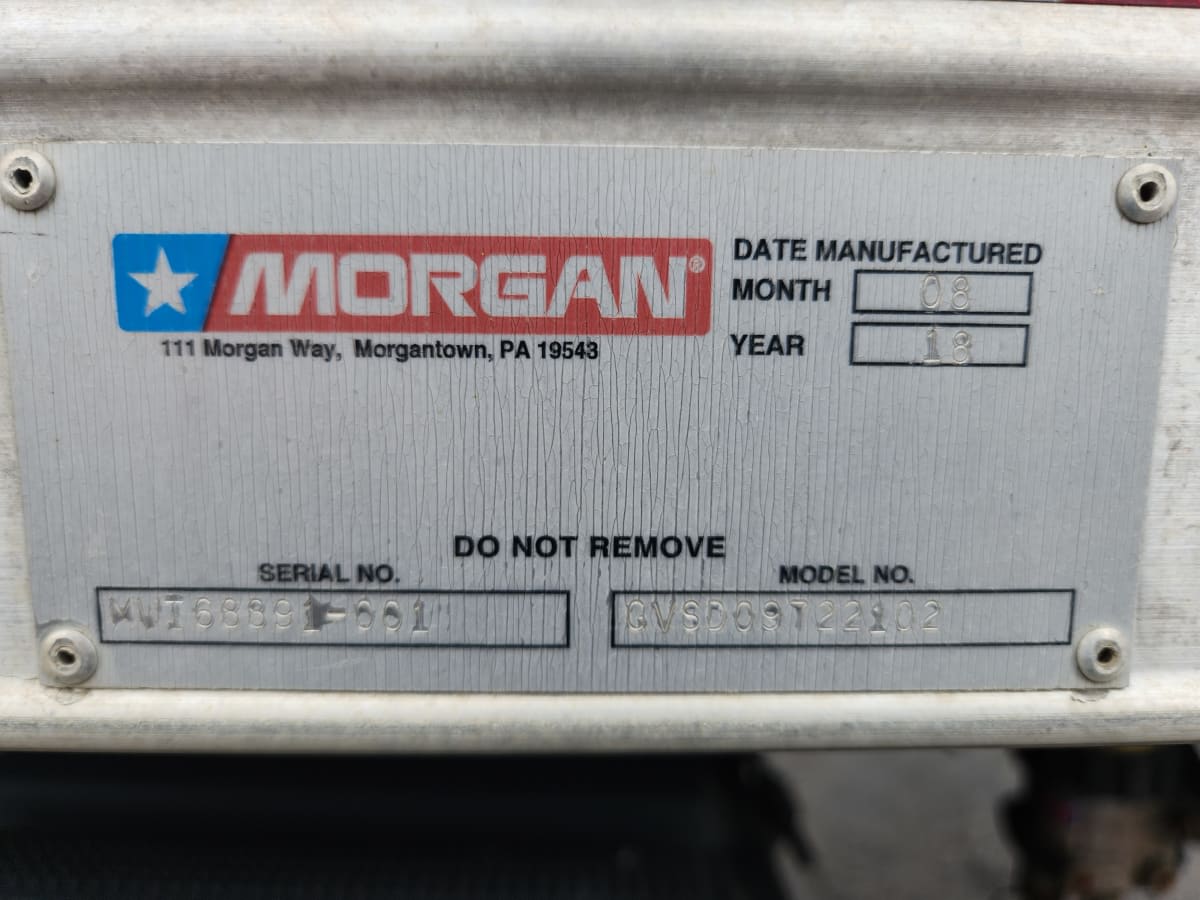 MORGAN®
111 Morgan Way, Morgantown, PA 19543
DATE MANUFACTURED
MONTH 08
YEAR 18
DO NOT REMOVE
SERIAL NO.
MODEL NO.
GVSD09T22102